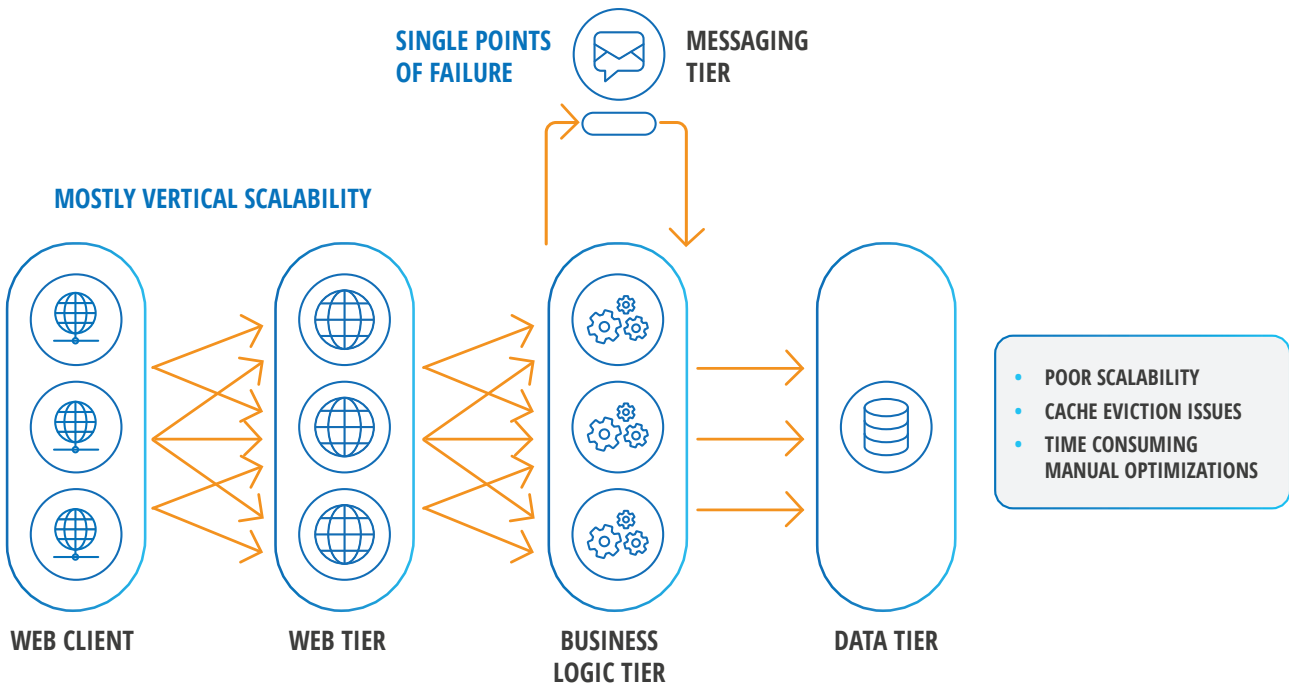 SINGLE POINTS
OF FAILURE
MESSAGING
TIER
MOSTLY VERTICAL SCALABILITY
• POOR SCALABILITY
• CACHE EVICTION ISSUES
• TIME CONSUMING
MANUAL OPTIMIZATIONS
WEB CLIENT
WEB TIER
BUSINESS
LOGIC TIER
DATA TIER